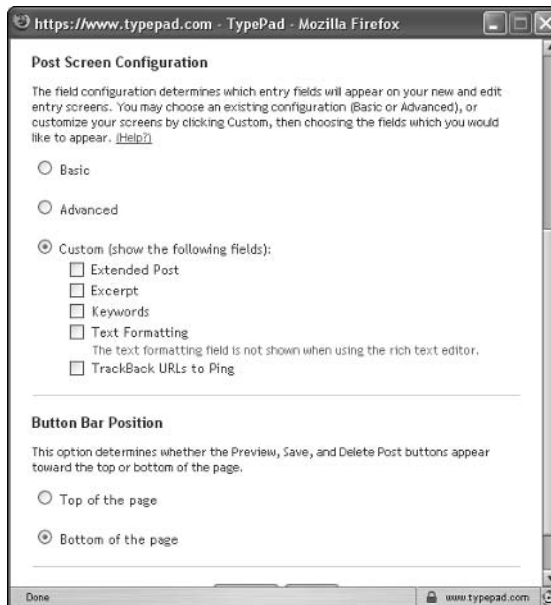 https://www.typepad.com - TypePad - Mozilla Firefox
Post Screen Configuration
The field configuration determines which entry fields will appear on your new and edit
entry screens. You may choose an existing configuration (Basic or Advanced), or
customize your screens by clicking Custom, then choosing the fields which you would
like to appear. (Help?)
Basic
Advanced
Custom (show the following fields):
Extended Post
Excerpt
Keywords
Text Formatting
The text formatting field is not shown when using the rich text editor.
TrackBack URLs to Ping
Button Bar Position
This option determines whether the Preview, Save, and Delete Post buttons appear
toward the top or bottom of the page.
Top of the page
Bottom of the page
Done
www.typepad.com